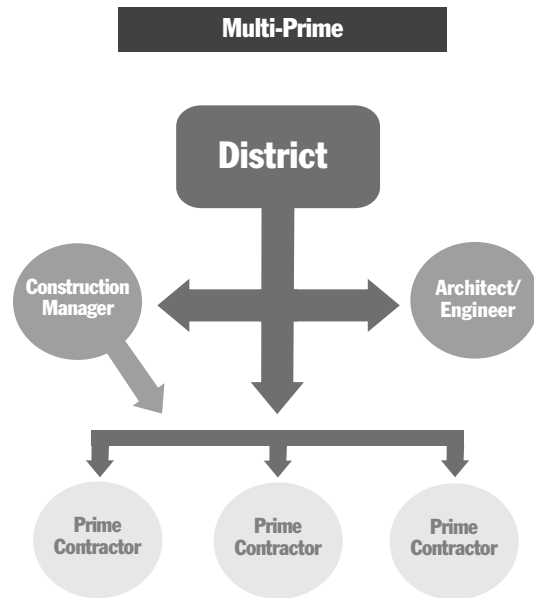 Multi-Prime
District
Construction
Manager
Architect/
Engineer
Prime
Contractor
Prime
Contractor
Prime
Contractor